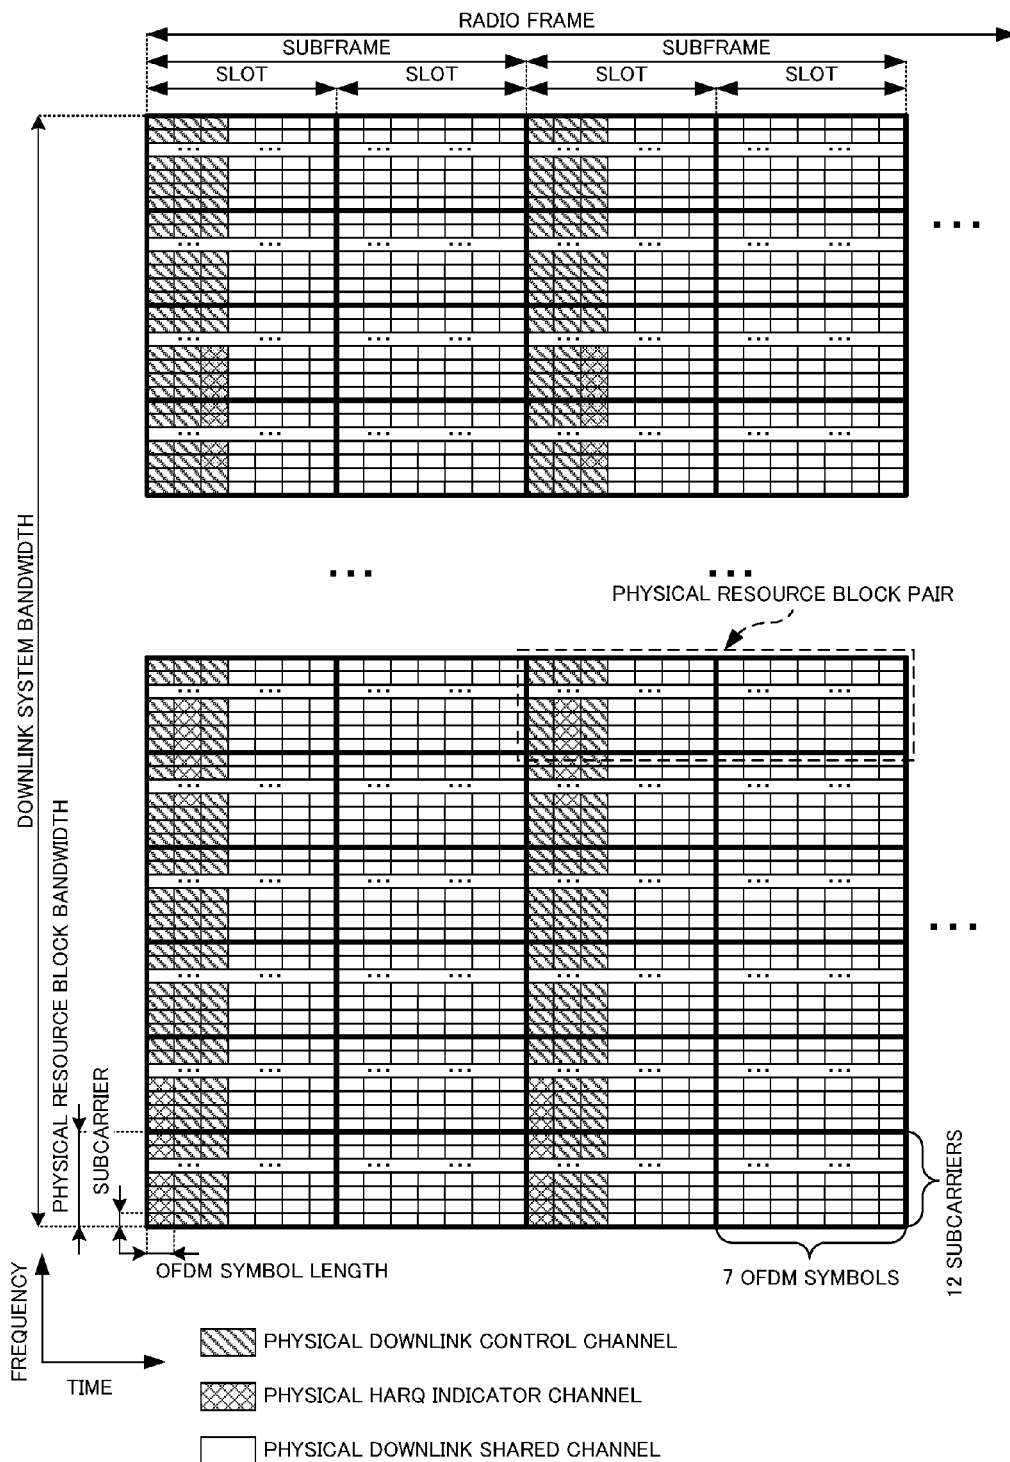 RADIO FRAME
SUBFRAME SUBFRAME
SLOT SLOT SLOT SLOT
DOWNLINK SYSTEM BANDWIDTH
PHYSICAL RESOURCE BLOCK PAIR
PHYSICAL RESOURCE BLOCK BANDWIDTH
SUBCARRIER
12 SUBCARRIERS
OFDM SYMBOL LENGTH
7 OFDM SYMBOLS
FREQUENCY
TIME
PHYSICAL DOWNLINK CONTROL CHANNEL
PHYSICAL HARQ INDICATOR CHANNEL
PHYSICAL DOWNLINK SHARED CHANNEL